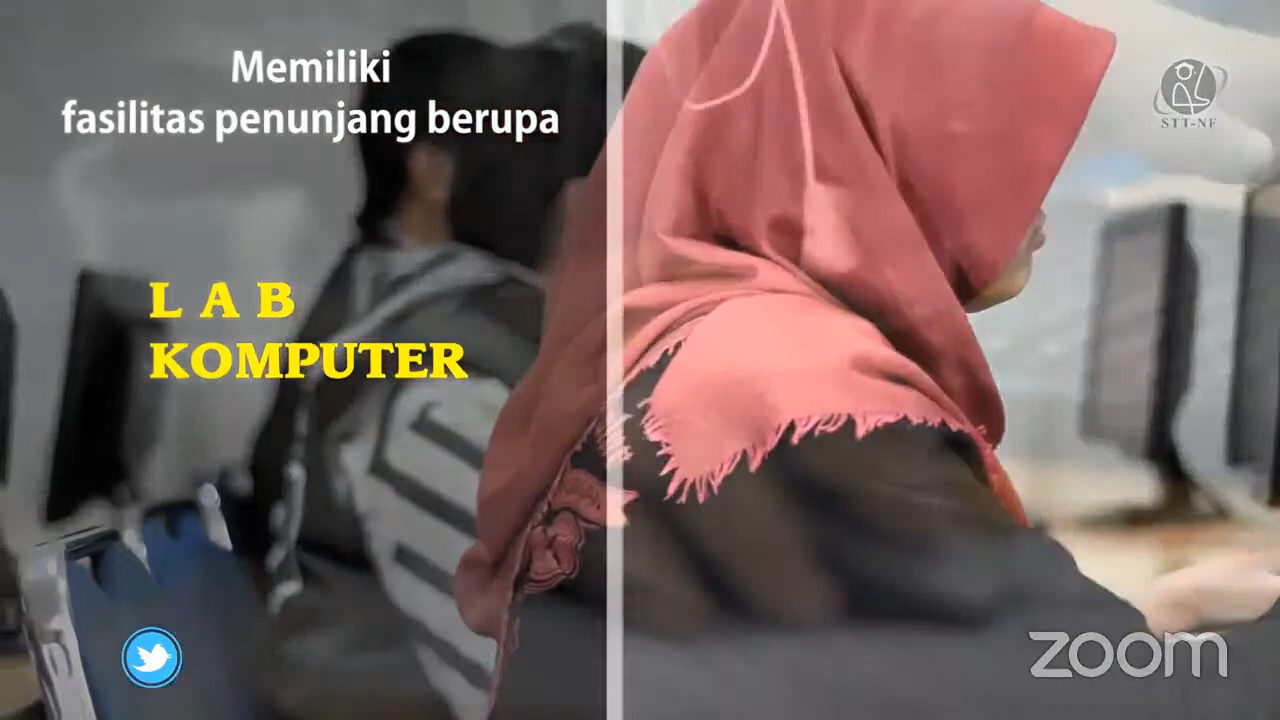 Memiliki
fasilitas penunjang berupa
STT-NF
L A B
KOMPUTER
zoom